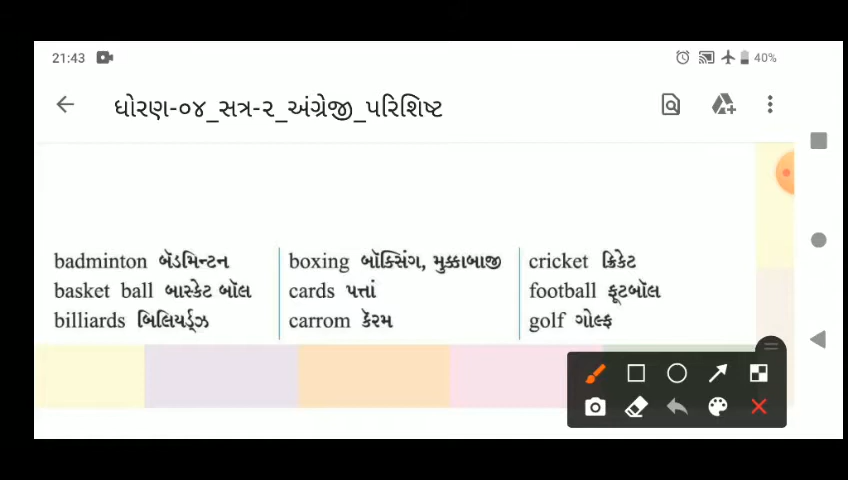 21:43 40%
ધોરણ-૦૪_સત્ર-૨_અંગ્રેજી_પરિશિષ્ટ
badminton બૅડમિન્ટન
basket ball બાસ્કેટ બૉલ
billiards બિલિયર્ડ્ઝ
boxing બૉક્સિંગ, મુક્કાબાજી
cards પત્તાં
carrom કૅરમ
cricket ક્રિકેટ
football ફૂટબૉલ
golf ગોલ્ફ